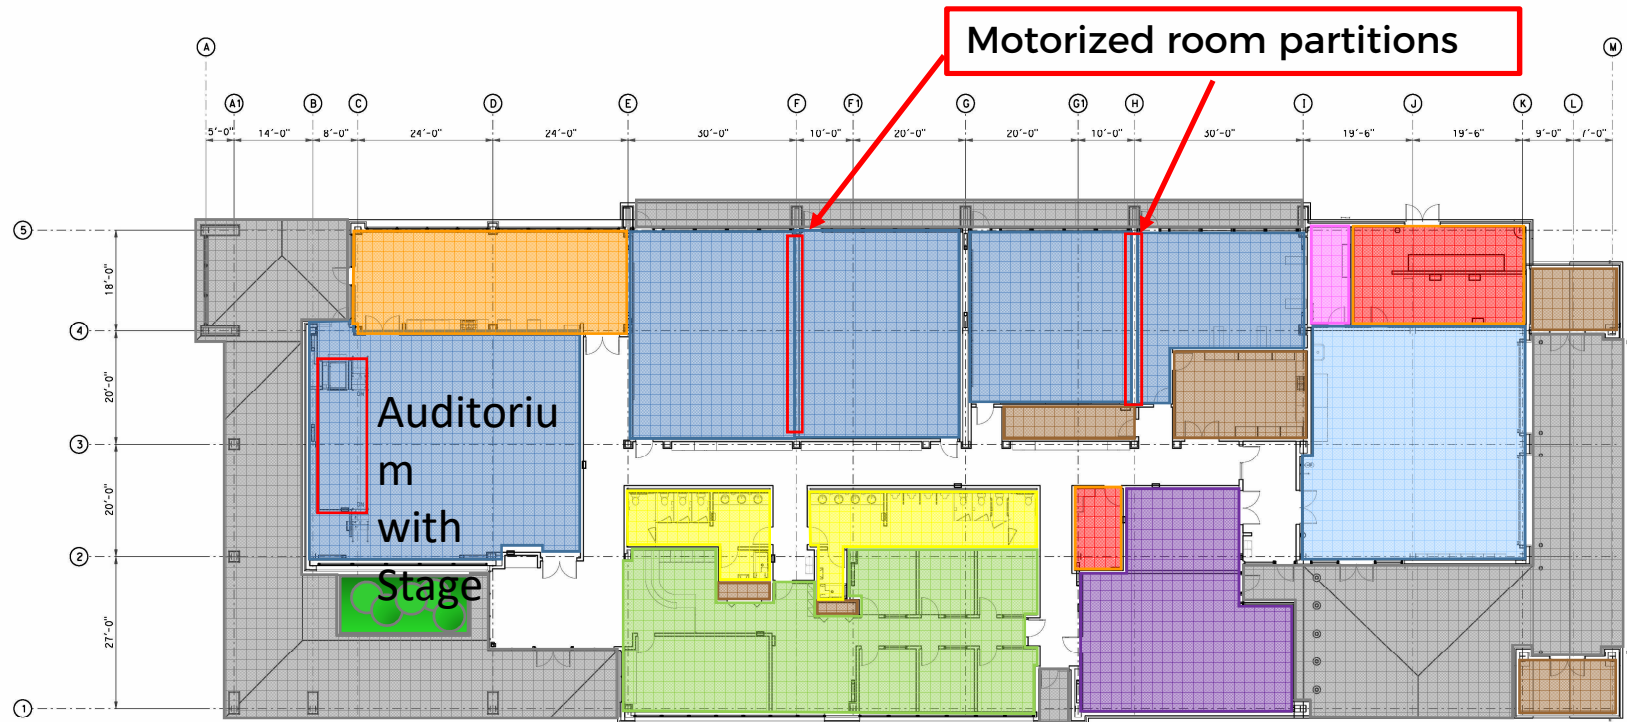 Motorized room partitions
A
M
A1
B
C
D
E
F
F1
G
G1
H
I
J
K
L
5'-0"
14'-0"
8'-0"
24'-0"
24'-0"
30'-0"
10'-0"
20'-0"
20'-0"
10'-0"
30'-0"
19'-6"
19'-6"
9'-0"
7'-0"
5
18'-0"
4
20'-0"
3
20'-0"
2
27'-0"
1
Auditoriu
m
with
Stage